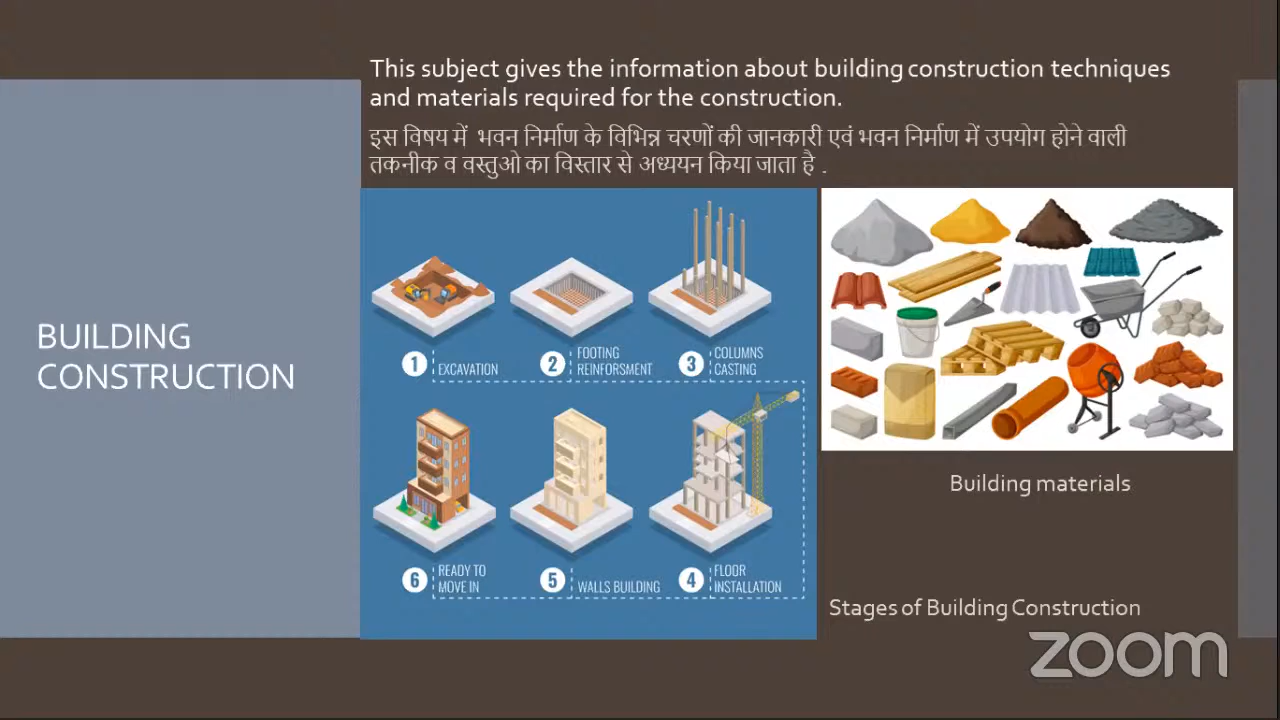 This subject gives the information about building construction techniques
and materials required for the construction.
इस विषय में भवन निर्माण के विभिन्न चरणों की जानकारी एवं भवन निर्माण में उपयोग होने वाली
तकनीक व वस्तुओ का विस्तार से अध्ययन किया जाता है .
BUILDING
CONSTRUCTION
1 EXCAVATION
2 FOOTING
REINFORSMENT
3 COLUMNS
CASTING
6 READY TO
MOVE IN
5 WALLS BUILDING
4 FLOOR
INSTALLATION
Building materials
Stages of Building Construction
zoom